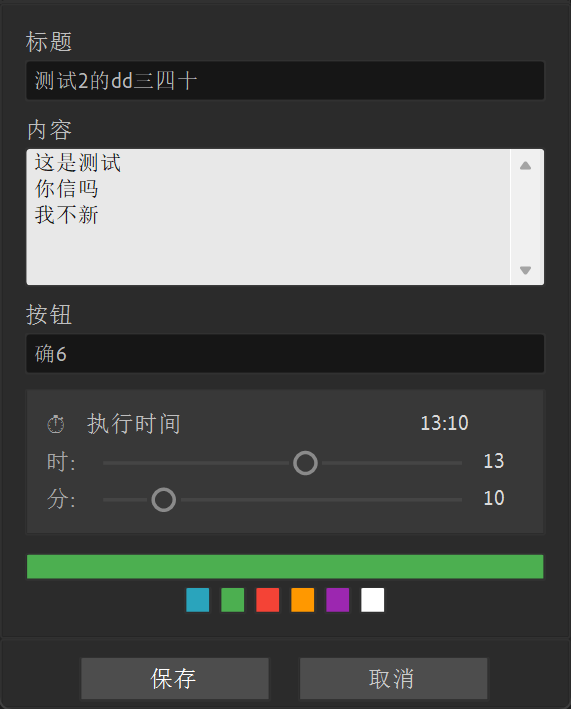 标题
测试2的dd三四十
内容
这是测试
你信吗
我不新
按钮
确6
执行时间 13:10
时: 13
分: 10
保存 取消